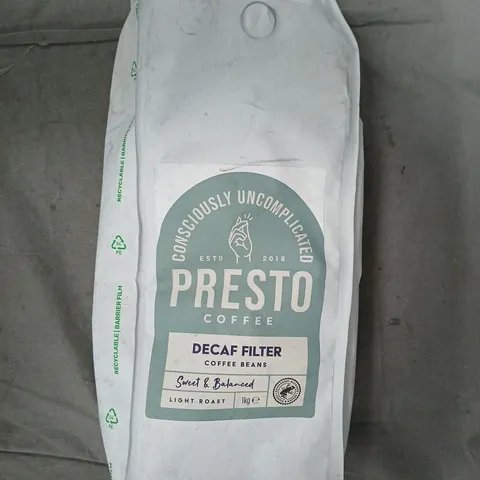 CONSCIOUSLY UNCOMPLICATED
ESTD 2016
PRESTO
COFFEE
DECAF FILTER
COFFEE BEANS
Sweet & Balanced
LIGHT ROAST 1kg e
RECYCLABLE | BARRIER FILM
RECYCLABLE | BARRIER FILM